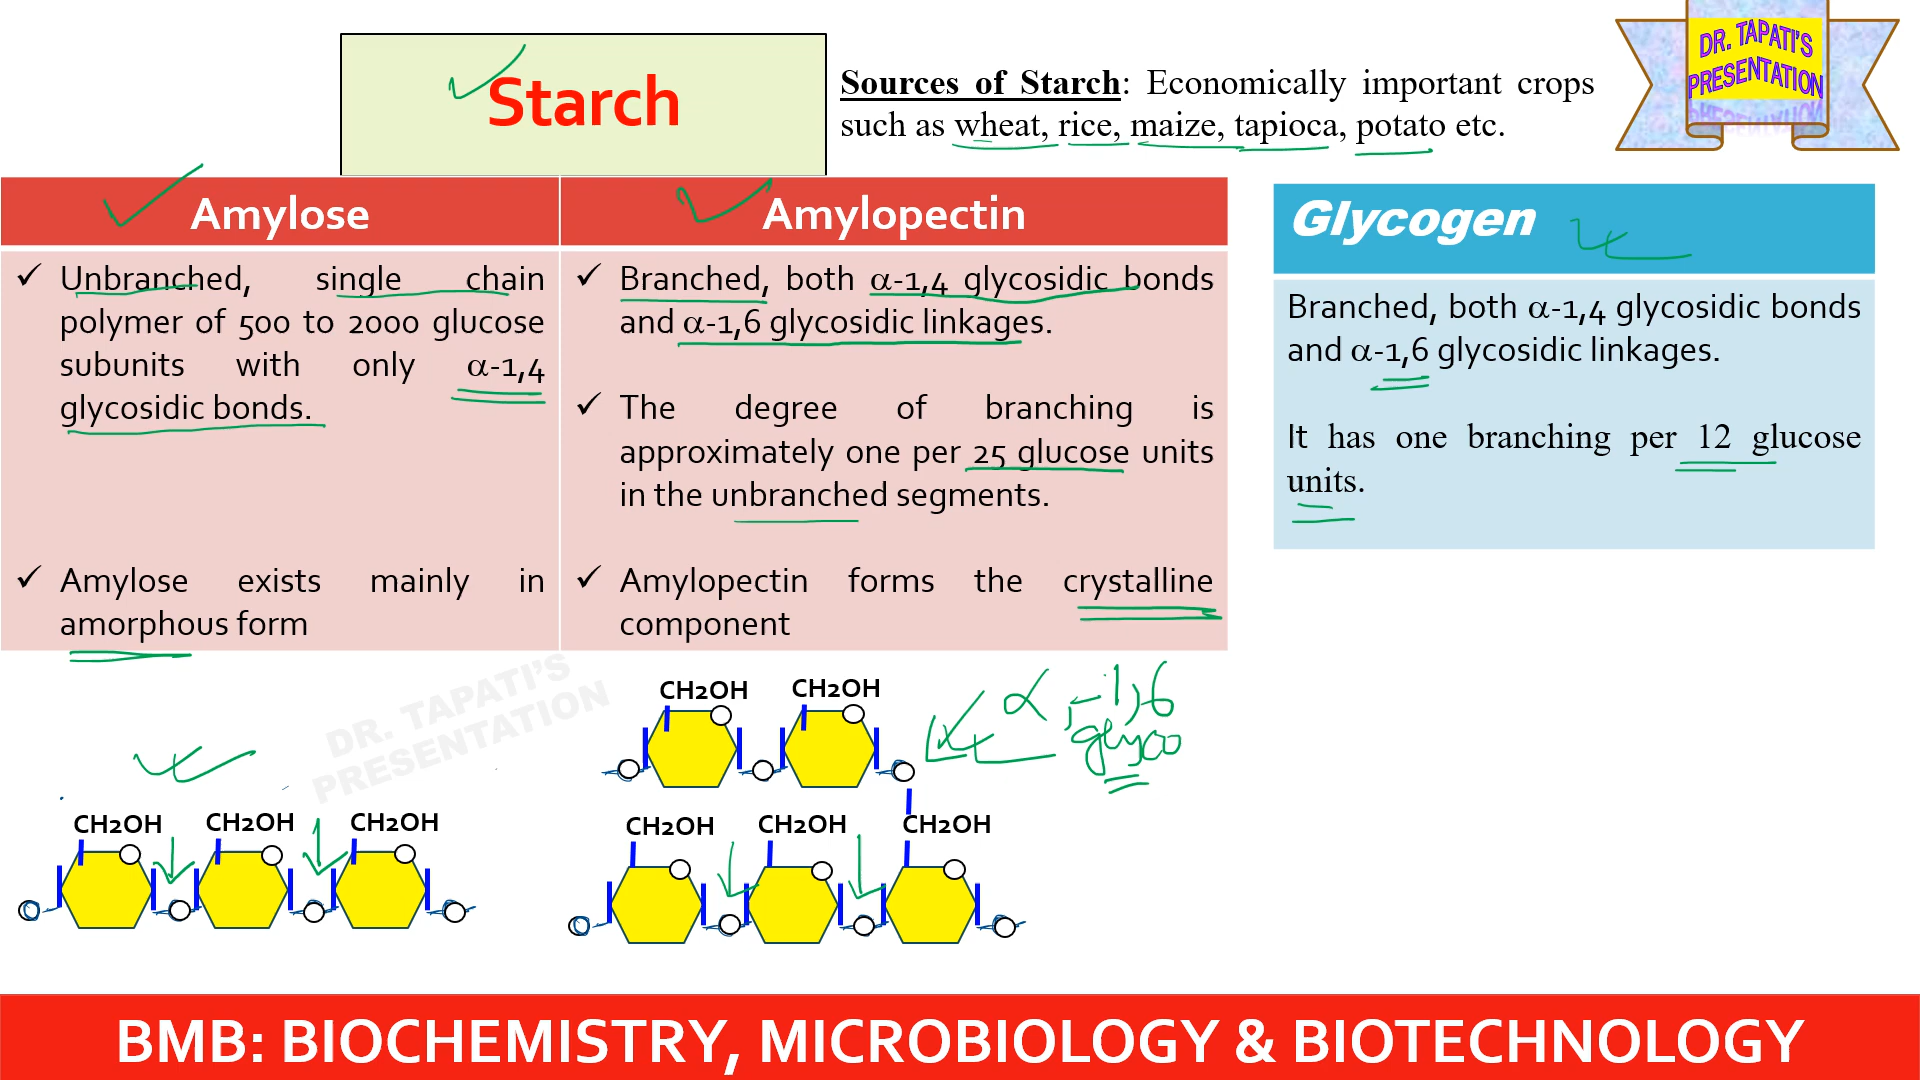 Starch
Sources of Starch: Economically important crops
such as wheat, rice, maize, tapioca, potato etc.
DR. TAPATI'S
PRESENTATION
Amylose
Unbranched, single chain
polymer of 500 to 2000 glucose
subunits with only α-1,4
glycosidic bonds.
Amylose exists mainly in
amorphous form
Amylopectin
Branched, both α-1,4 glycosidic bonds
and α-1,6 glycosidic linkages.
The degree of branching is
approximately one per 25 glucose units
in the unbranched segments.
Amylopectin forms the crystalline
component
Glycogen
Branched, both α-1,4 glycosidic bonds
and α-1,6 glycosidic linkages.
It has one branching per 12 glucose
units.
DR. TAPATI'S
PRESENTATION
CH2OH CH2OH
α-1,6
glyco
CH2OH CH2OH CH2OH
CH2OH CH2OH CH2OH
BMB: BIOCHEMISTRY, MICROBIOLOGY & BIOTECHNOLOGY